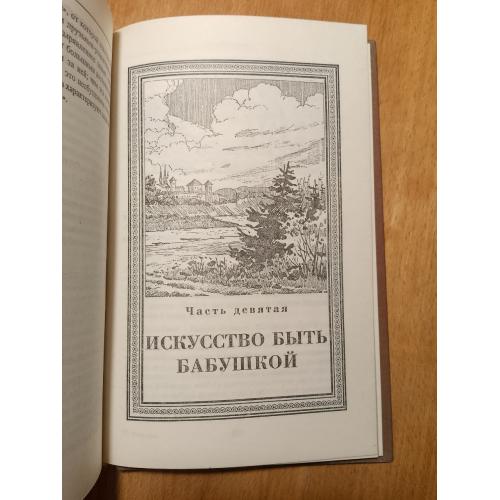 Часть девятая
ИСКУССТВО БЫТЬ
БАБУШКОЙ